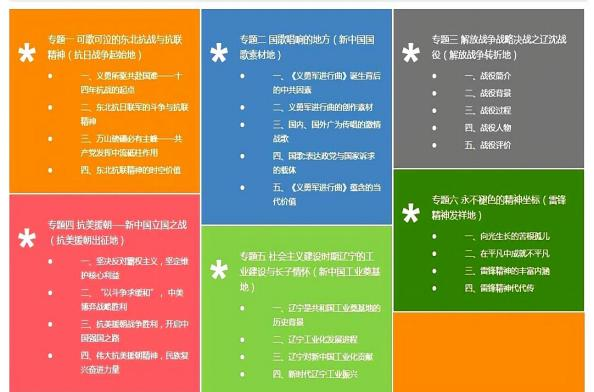 专题一 可歌可泣的东北抗战与抗联
精神（抗日战争起始地）
一、义勇所豪共赴国难——十
四年抗战的起点
二、东北抗日联军的斗争与抗联
精神
三、万山磅礴必有主峰——共
产党发挥中流砥柱作用
四、东北抗联精神的时空价值
专题二 国歌唱响的地方（新中国国
歌素材地）
一、《义勇军进行曲》诞生背后
的中共因素
二、义勇军进行曲的创作素材
三、国内、国外广为传唱的激情
战歌
四、国歌:表达政党与国家诉求
的载体
五、《义勇军进行曲》蕴含的当
代价值
专题三 解放战争战略决战之辽沈战
役（解放战争转折地）
一、战役简介
二、战役背景
三、战役过程
四、战役人物
五、战役评价
专题四 抗美援朝---新中国立国之战
（抗美援朝出征地）
一、坚决反对霸权主义，坚定维
护核心利益
二、“以斗争求缓和”，中美
博弈战略胜利
三、抗美援朝战争胜利，开启中
国强国之路
四、伟大抗美援朝精神，民族复
兴奋进力量
专题五 社会主义建设时期辽宁的工
业建设与长子情怀（新中国工业奠基
地）
一、辽宁是共和国工业奠基地的
历史背景
二、辽宁工业化发展进程
三、辽宁对新中国工业化贡献
四、新时代辽宁工业振兴
专题六 永不褪色的精神坐标（雷锋
精神发祥地）
一、向光生长的苦根孤儿
二、在平凡中成就不平凡
三、雷锋精神的丰富内涵
四、雷锋精神代代传